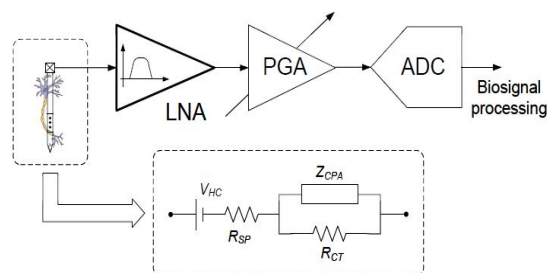 LNA
PGA
ADC
Biosignal
processing
V_HC
R_SP
Z_CPA
R_CT